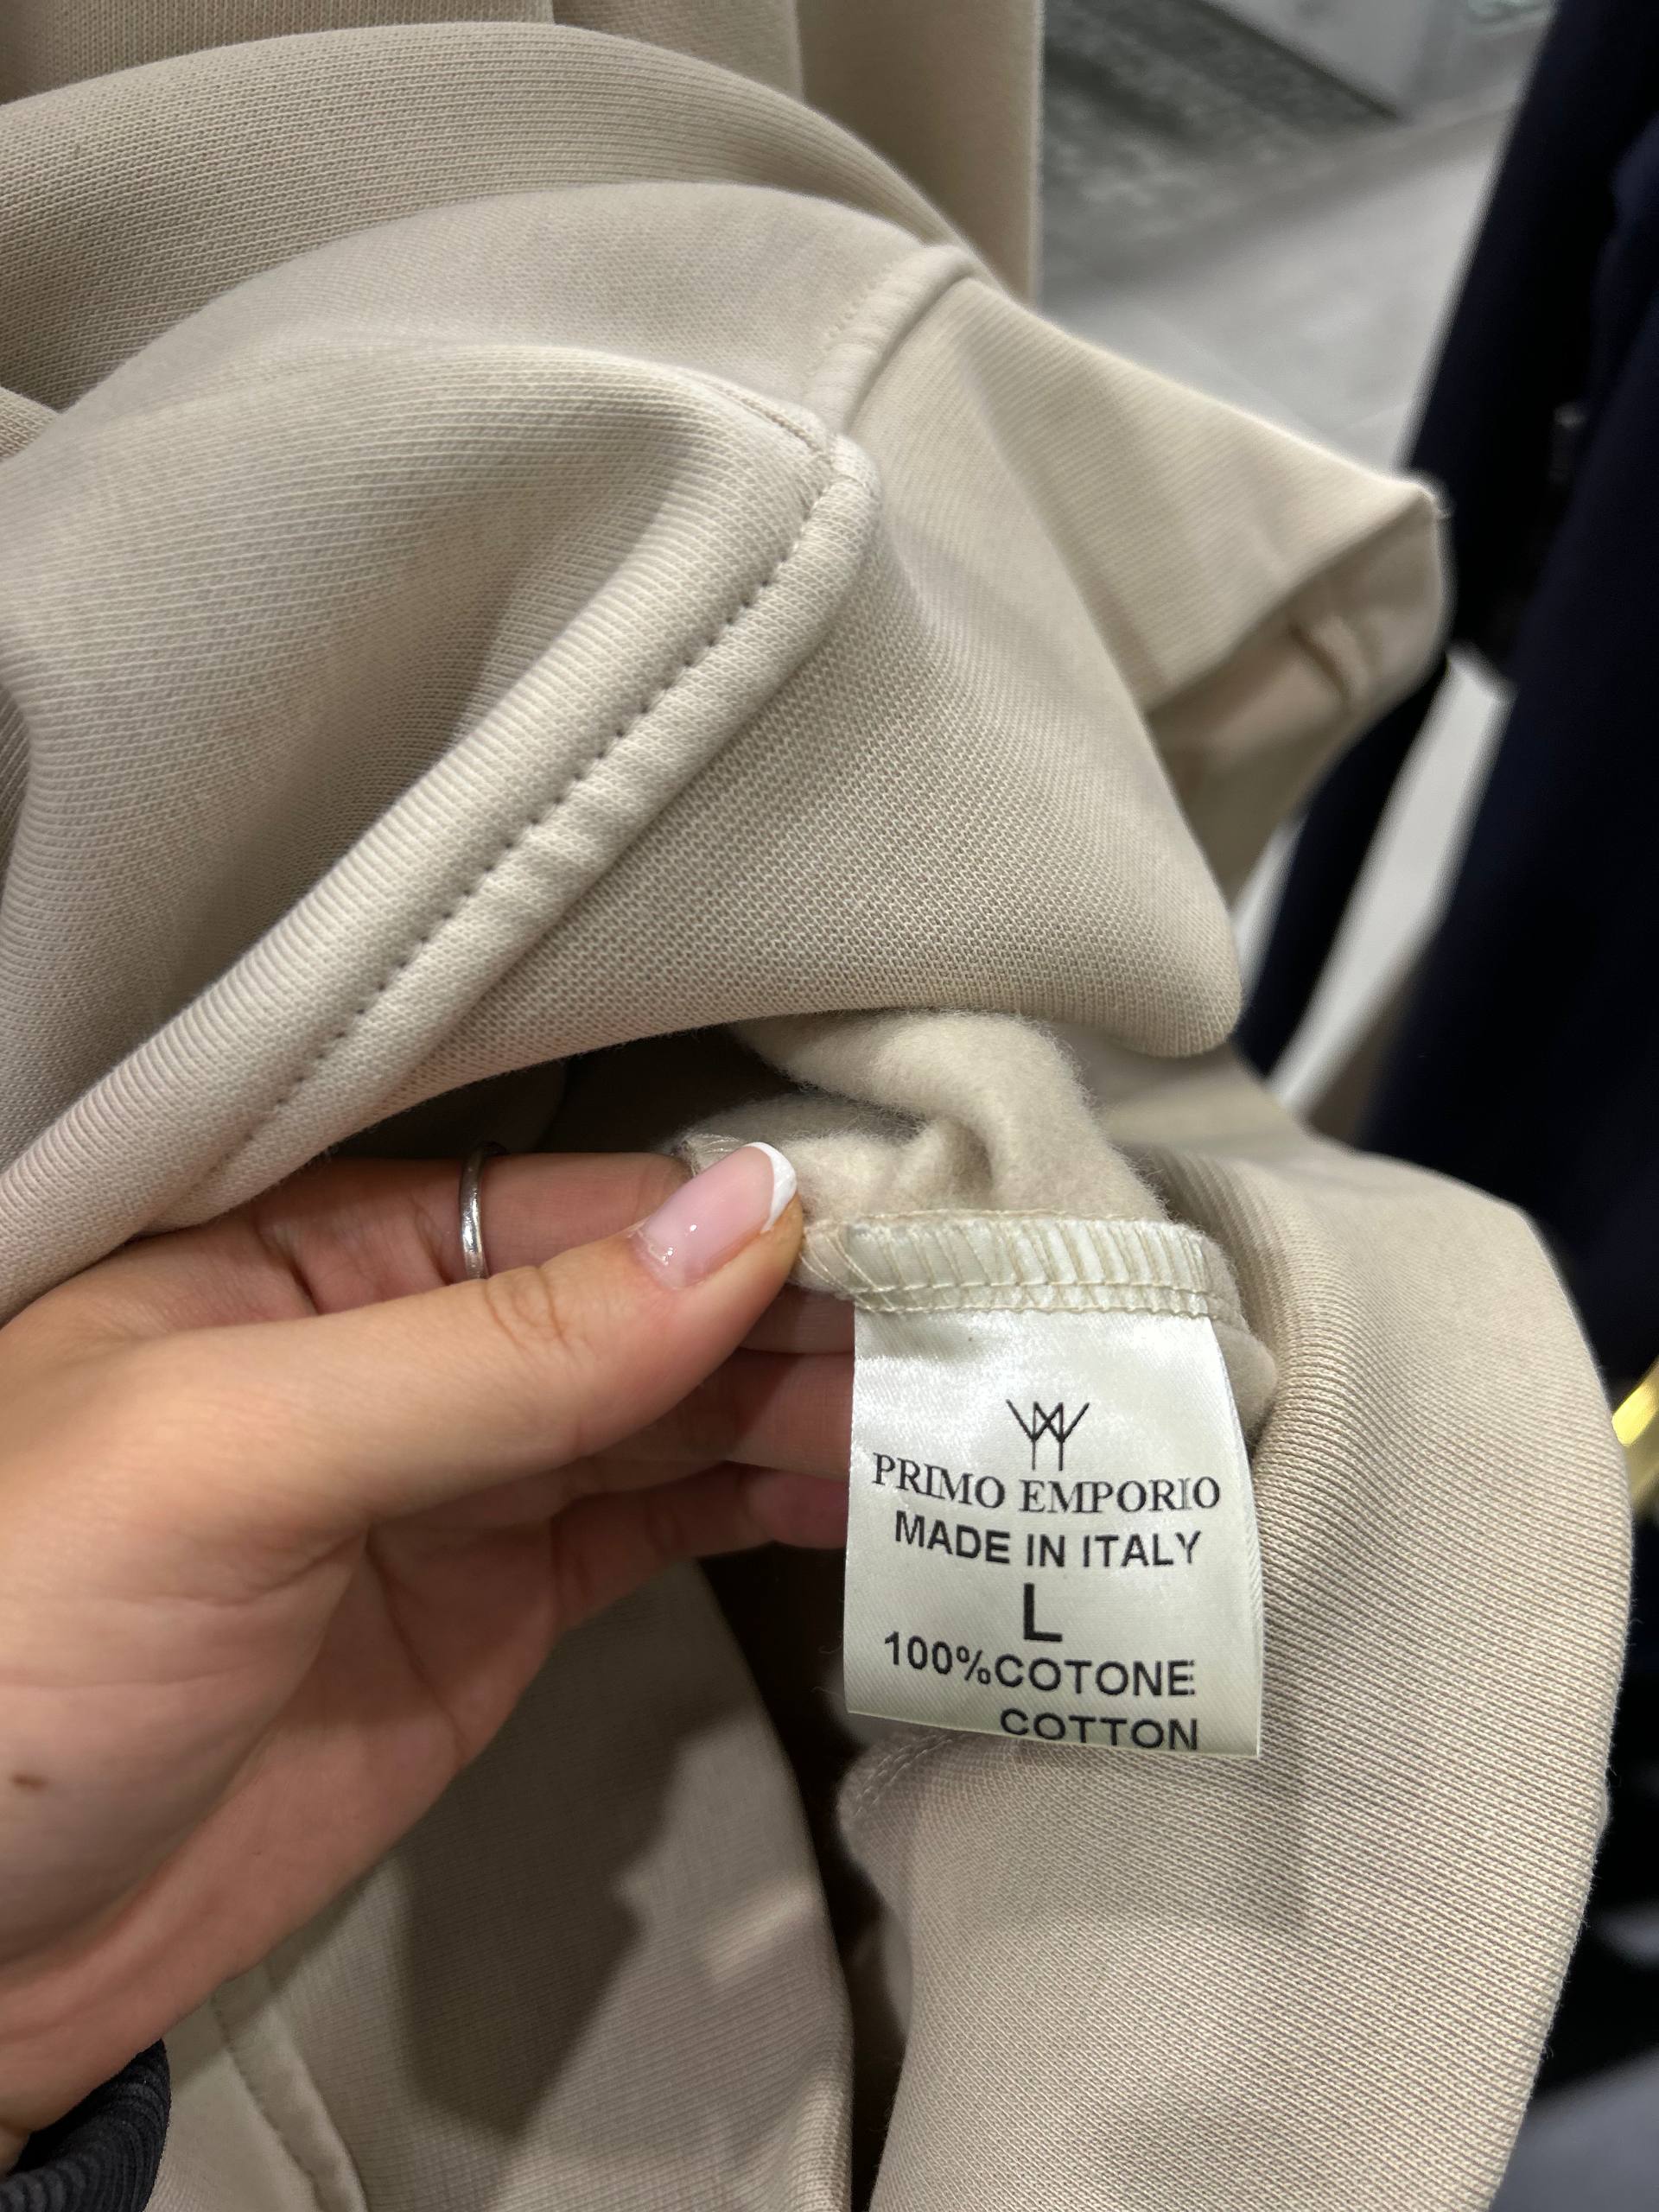 PRIMO EMPORIO
MADE IN ITALY
L
100%COTONE
COTTON